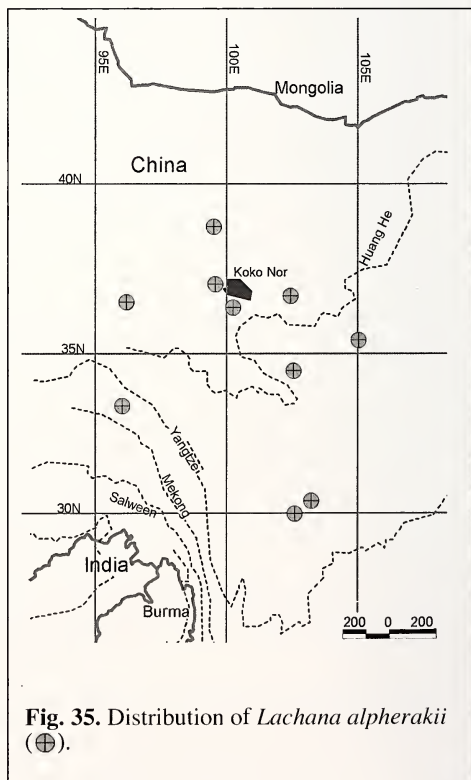 95E
100E
105E
Mongolia
China
40N
Huang He
Koko Nor
35N
Yangtze
Mekong
Salween
30N
India
Burma
200 0 200
Fig. 35. Distribution of Lachana alpherakii
(⊕).